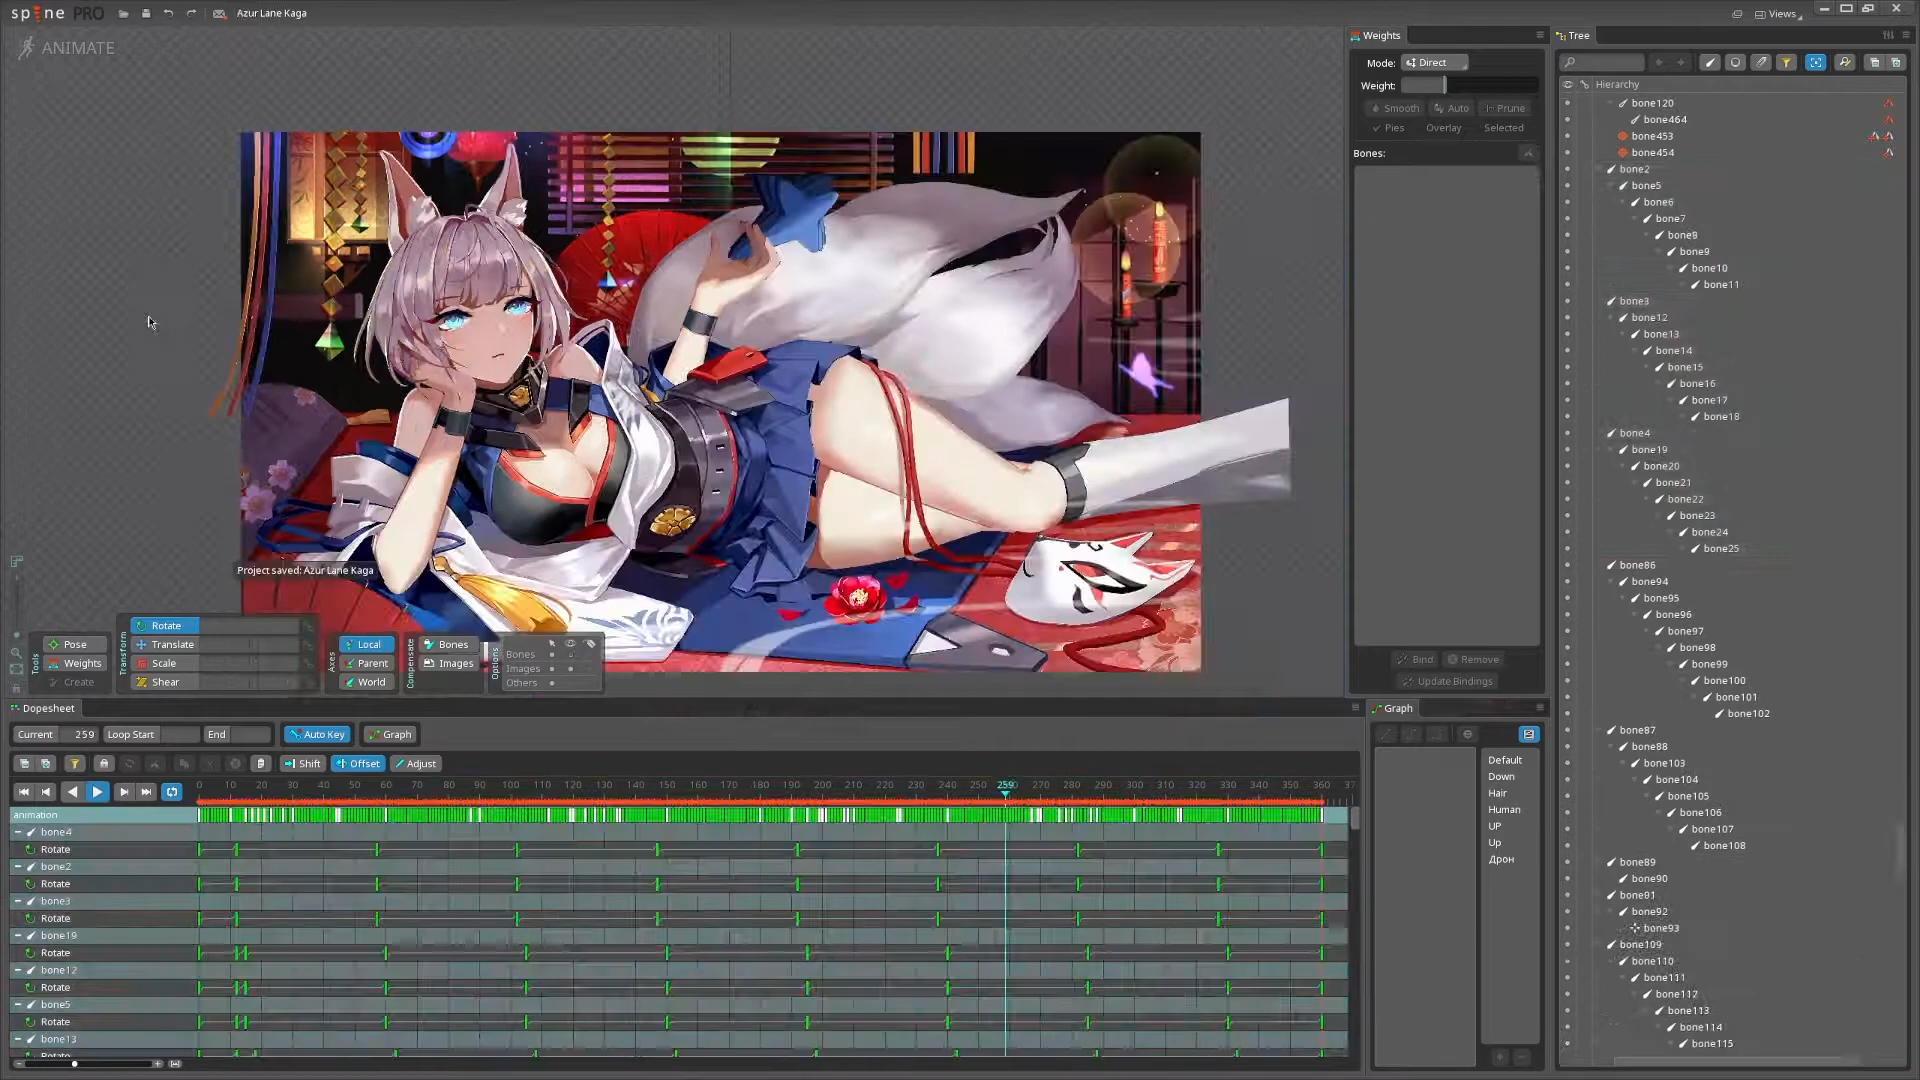 spine PRO
Azur Lane Kaga
Views
ANIMATE
Weights
Mode:
Direct
Weight:
Smooth
Auto
Prune
Pies
Overlay
Selected
Bones:
Bind
Remove
Update Bindings
Tree
Hierarchy
bone120
bone464
bone453
bone454
bone2
bone5
bone6
bone7
bone8
bone9
bone10
bone11
bone3
bone12
bone13
bone14
bone15
bone16
bone17
bone18
bone4
bone19
bone20
bone21
bone22
bone23
bone24
bone25
bone86
bone94
bone95
bone96
bone97
bone98
bone99
bone100
bone101
bone102
bone87
bone88
bone103
bone104
bone105
bone106
bone107
bone108
bone89
bone90
bone91
bone92
bone93
bone109
bone110
bone111
bone112
bone113
bone114
bone115
Project saved: Azur Lane Kaga
Tools
Pose
Weights
Create
Transform
Rotate
Translate
Scale
Shear
Axes
Local
Parent
World
Compensate
Bones
Images
Options
Bones
Images
Others
Dopesheet
Current 259 Loop Start End Auto Key Graph
Shift Offset Adjust
0 10 20 30 40 50 60 70 80 90 100 110 120 130 140 150 160 170 180 190 200 210 220 230 240 250 259 270 280 290 300 310 320 330 340 350 360 37
animation
bone4
Rotate
bone2
Rotate
bone3
Rotate
bone19
Rotate
bone12
Rotate
bone5
Rotate
bone13
Rotate
Graph
Default
Down
Hair
Human
UP
Up
Дрон